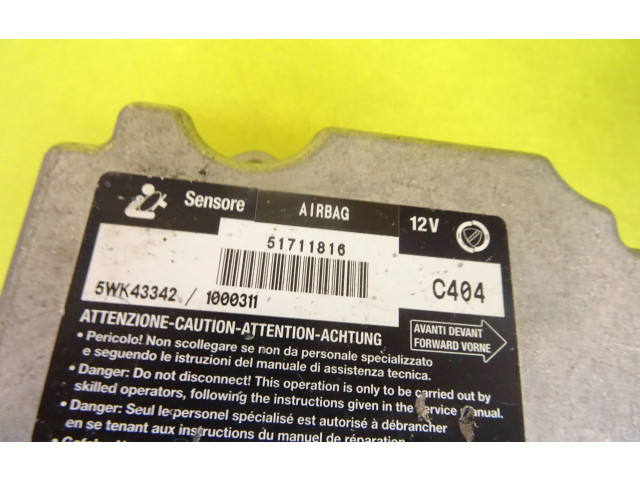 Sensore AIRBAG 12V
51711816
5WK43342 / 1000311 C404
ATTENZIONE-CAUTION-ATTENTION-ACHTUNG
AVANTI DEVANT
FORWARD VORNE
• Pericolo! Non scollegare se non da personale specializzato
e seguendo le istruzioni del manuale di assistenza tecnica.
• Danger: Do not disconnect! This operation is only to be carried out by
skilled operators, following the instructions given in the service manual.
• Danger: Seul le personnel spécialisé est autorisé à débrancher
en se tenant aux instructions du manuel de réparation.